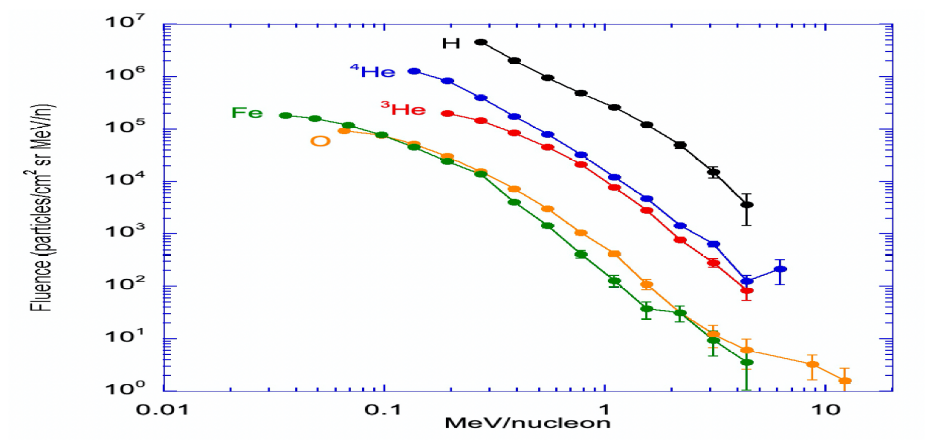 10⁷
10⁶
10⁵
10⁴
10³
10²
10¹
10⁰
Fluence (particles/cm² sr MeV/n)
H
⁴He
³He
Fe
O
0.01
0.1
1
10
MeV/nucleon